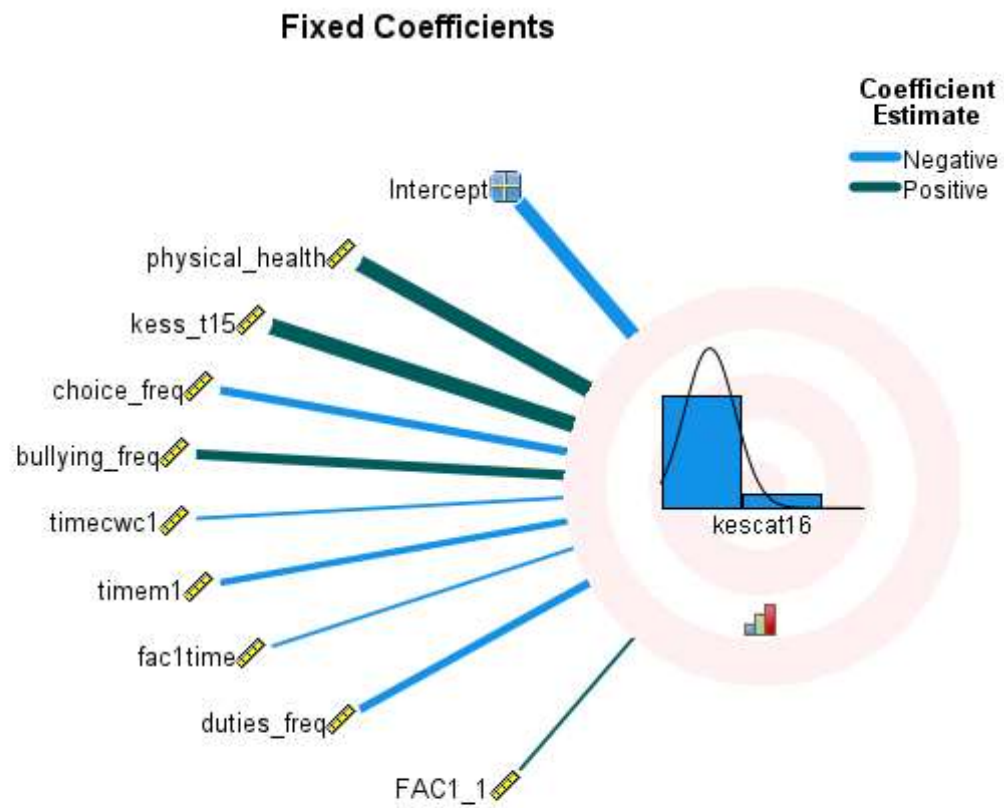 Fixed Coefficients
Coefficient
Estimate
Negative
Positive
Intercept
physical_health
kess_t15
choice_freq
bullying_freq
timecwc1
timem1
fac1time
duties_freq
FAC1_1
kescat16